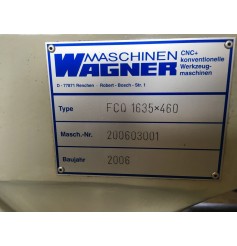 MASCHINEN
WAGNER
CNC+
konventionelle
Werkzeug-
maschinen
D - 77871 Renchen Robert - Bosch - Str. 1
Type FCQ 1635×460
Masch.-Nr. 200603001
Baujahr 2006